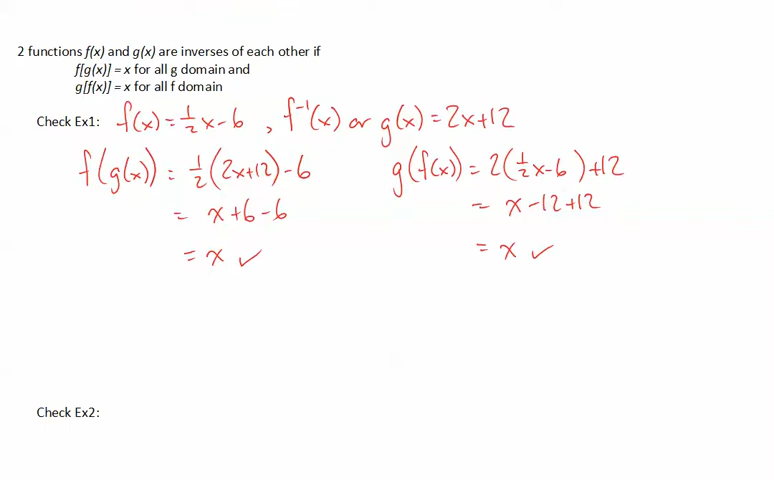 2 functions f(x) and g(x) are inverses of each other if
f[g(x)] = x for all g domain and
g[f(x)] = x for all f domain
Check Ex1: f(x) = ½x - 6 , f⁻¹(x) or g(x) = 2x + 12
f(g(x)) = ½(2x+12) - 6
= x + 6 - 6
= x ✓
g(f(x)) = 2(½x - 6) + 12
= x - 12 + 12
= x ✓
Check Ex2: